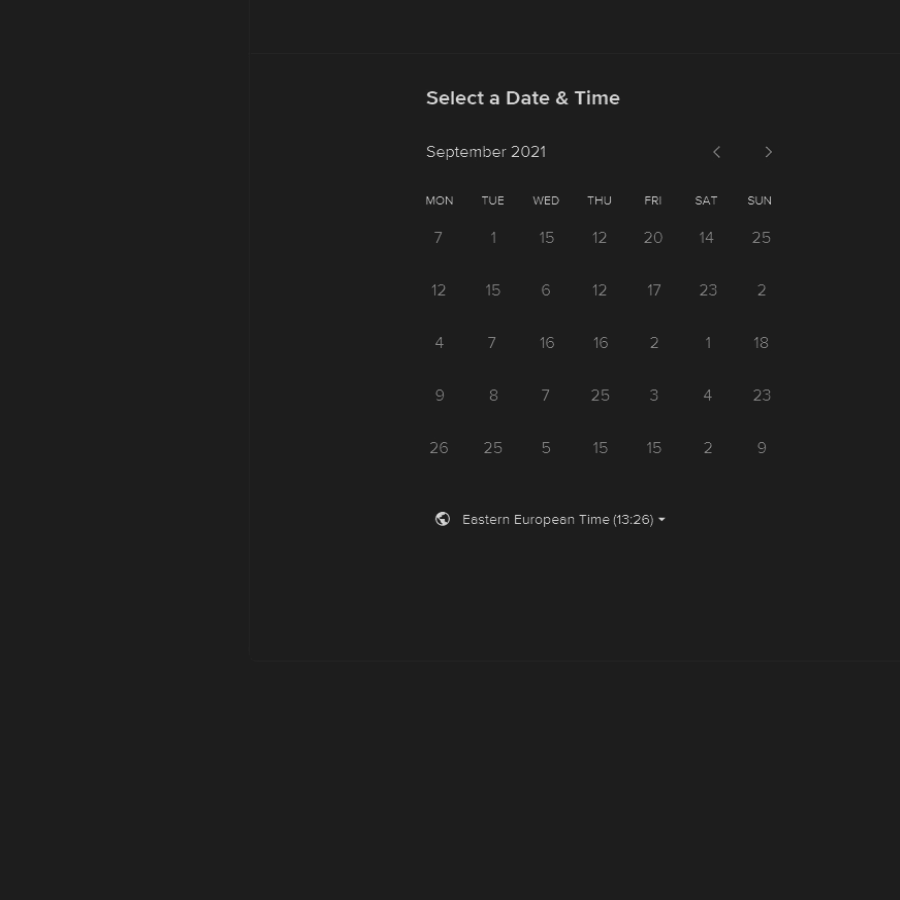 Select a Date & Time
September 2021
MON TUE WED THU FRI SAT SUN
7 1 15 12 20 14 25
12 15 6 12 17 23 2
4 7 16 16 2 1 18
9 8 7 25 3 4 23
26 25 5 15 15 2 9
Eastern European Time (13:26)